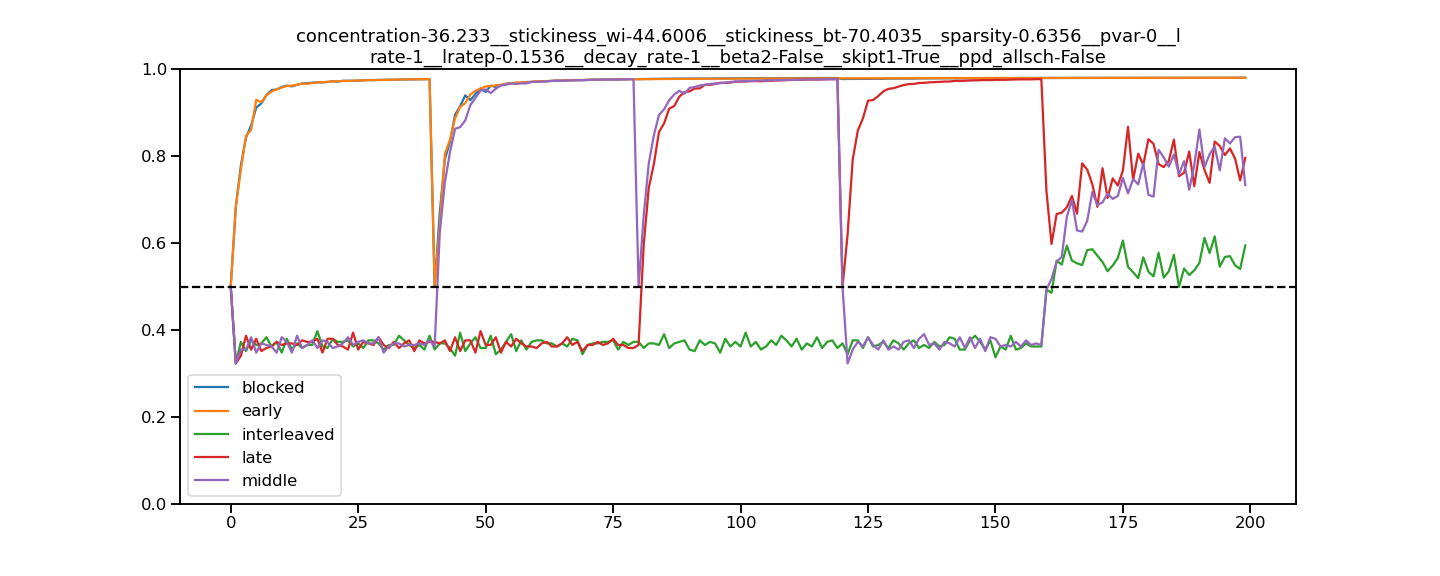 concentration-36.233__stickiness_wi-44.6006__stickiness_bt-70.4035__sparsity-0.6356__pvar-0__l
rate-1__lratep-0.1536__decay_rate-1__beta2-False__skipt1-True__ppd_allsch-False
1.0
0.8
0.6
0.4
0.2
0.0
blocked
early
interleaved
late
middle
0 25 50 75 100 125 150 175 200